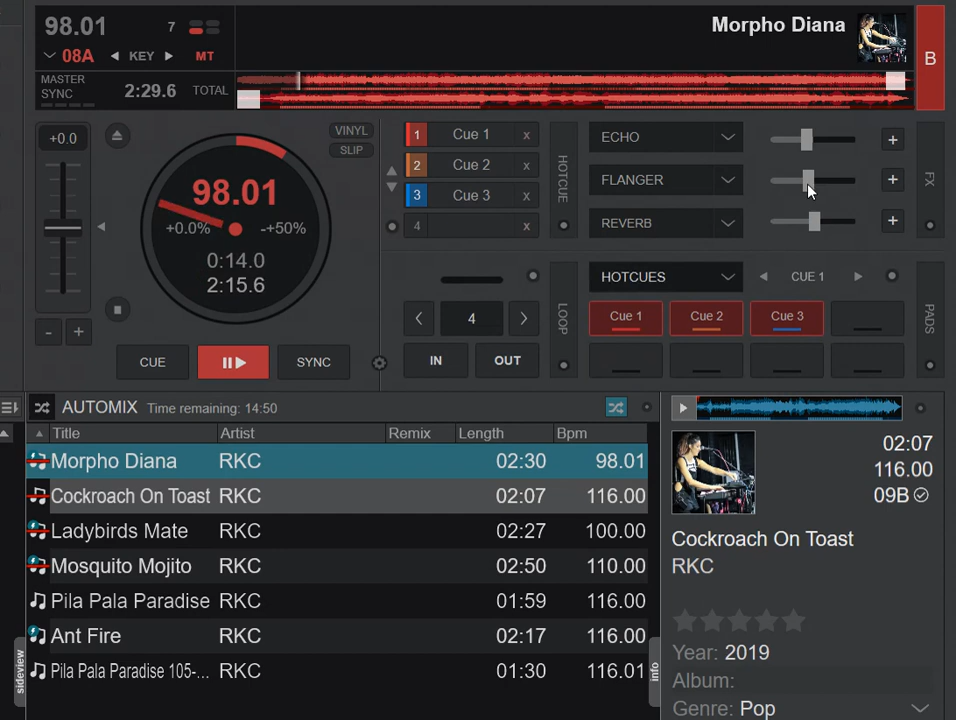 98.01 7
08A ◀ KEY ▶ MT
Morpho Diana
B
MASTER SYNC 2:29.6 TOTAL
+0.0
VINYL
SLIP
98.01
+0.0% -+50%
0:14.0
2:15.6
- +
CUE SYNC
1 Cue 1 x
2 Cue 2 x
3 Cue 3 x
4 x
HOTCUE
ECHO +
FLANGER +
REVERB +
FX
4
IN OUT
LOOP
HOTCUES ◀ CUE 1 ▶
Cue 1 Cue 2 Cue 3
PADS
AUTOMIX Time remaining: 14:50
Title Artist Remix Length Bpm
Morpho Diana RKC 02:30 98.01
Cockroach On Toast RKC 02:07 116.00
Ladybirds Mate RKC 02:27 100.00
Mosquito Mojito RKC 02:50 110.00
Pila Pala Paradise RKC 01:59 116.00
Ant Fire RKC 02:17 116.00
Pila Pala Paradise 105-... RKC 01:30 116.01
sideview
info
02:07
116.00
09B
Cockroach On Toast
RKC
Year: 2019
Album:
Genre: Pop